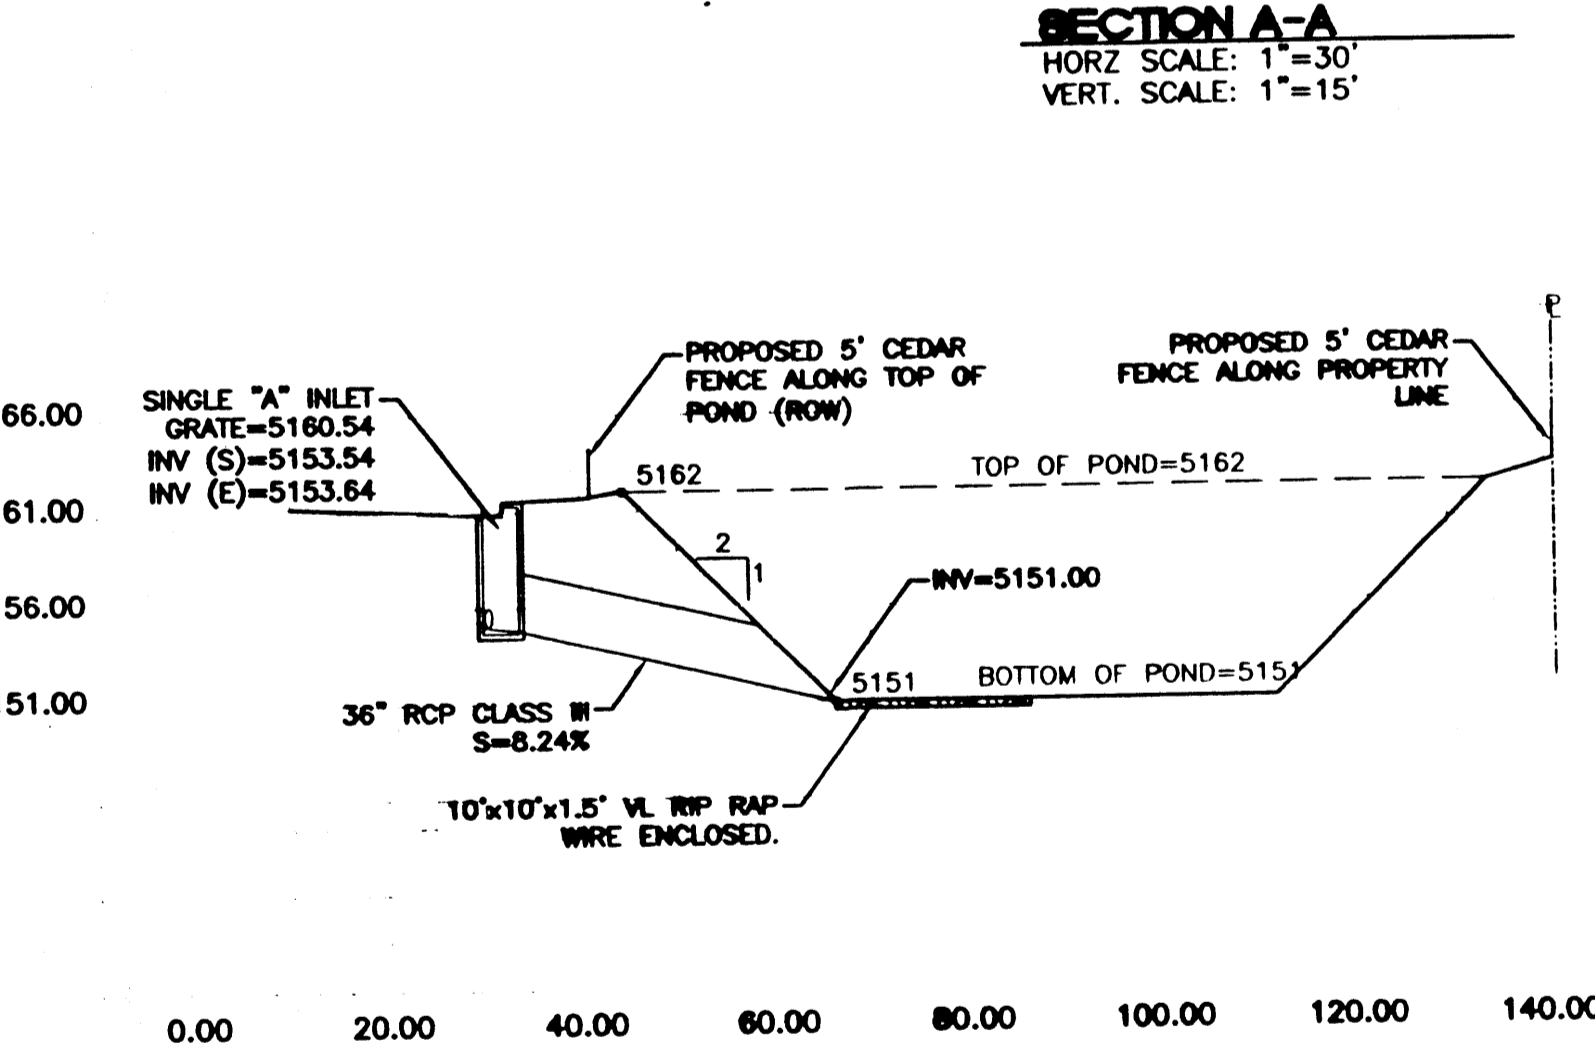 SECTION A-A
HORZ SCALE: 1"=30'
VERT. SCALE: 1"=15'
PROPOSED 5' CEDAR
FENCE ALONG TOP OF
POND (ROW)
PROPOSED 5' CEDAR
FENCE ALONG PROPERTY
LINE
PL
SINGLE "A" INLET
GRATE=5160.54
INV (S)=5153.54
INV (E)=5153.64
66.00
61.00
56.00
51.00
5162
TOP OF POND=5162
2
1
INV=5151.00
5151
BOTTOM OF POND=5151
36" RCP CLASS III
S=8.24%
10'x10'x1.5' VL RIP RAP
WIRE ENCLOSED.
0.00 20.00 40.00 60.00 80.00 100.00 120.00 140.00